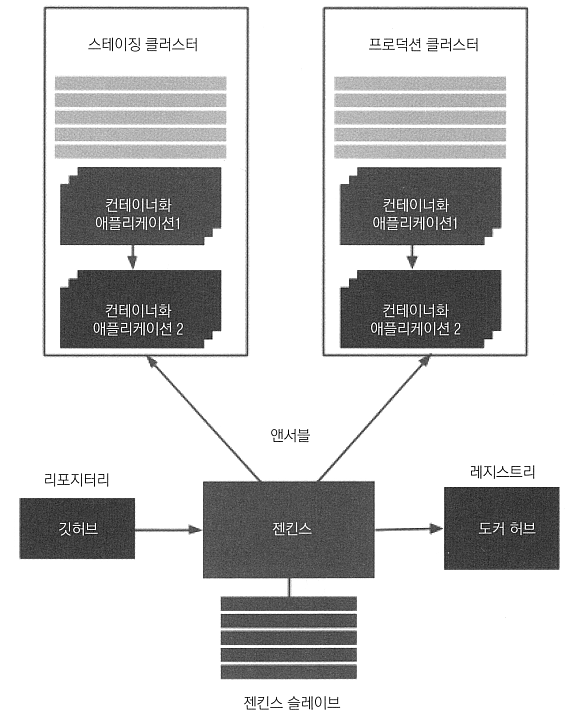 스테이징 클러스터
프로덕션 클러스터
컨테이너화
애플리케이션1
컨테이너화
애플리케이션1
컨테이너화
애플리케이션 2
컨테이너화
애플리케이션 2
앤서블
리포지터리
레지스트리
깃허브
젠킨스
도커 허브
젠킨스 슬레이브